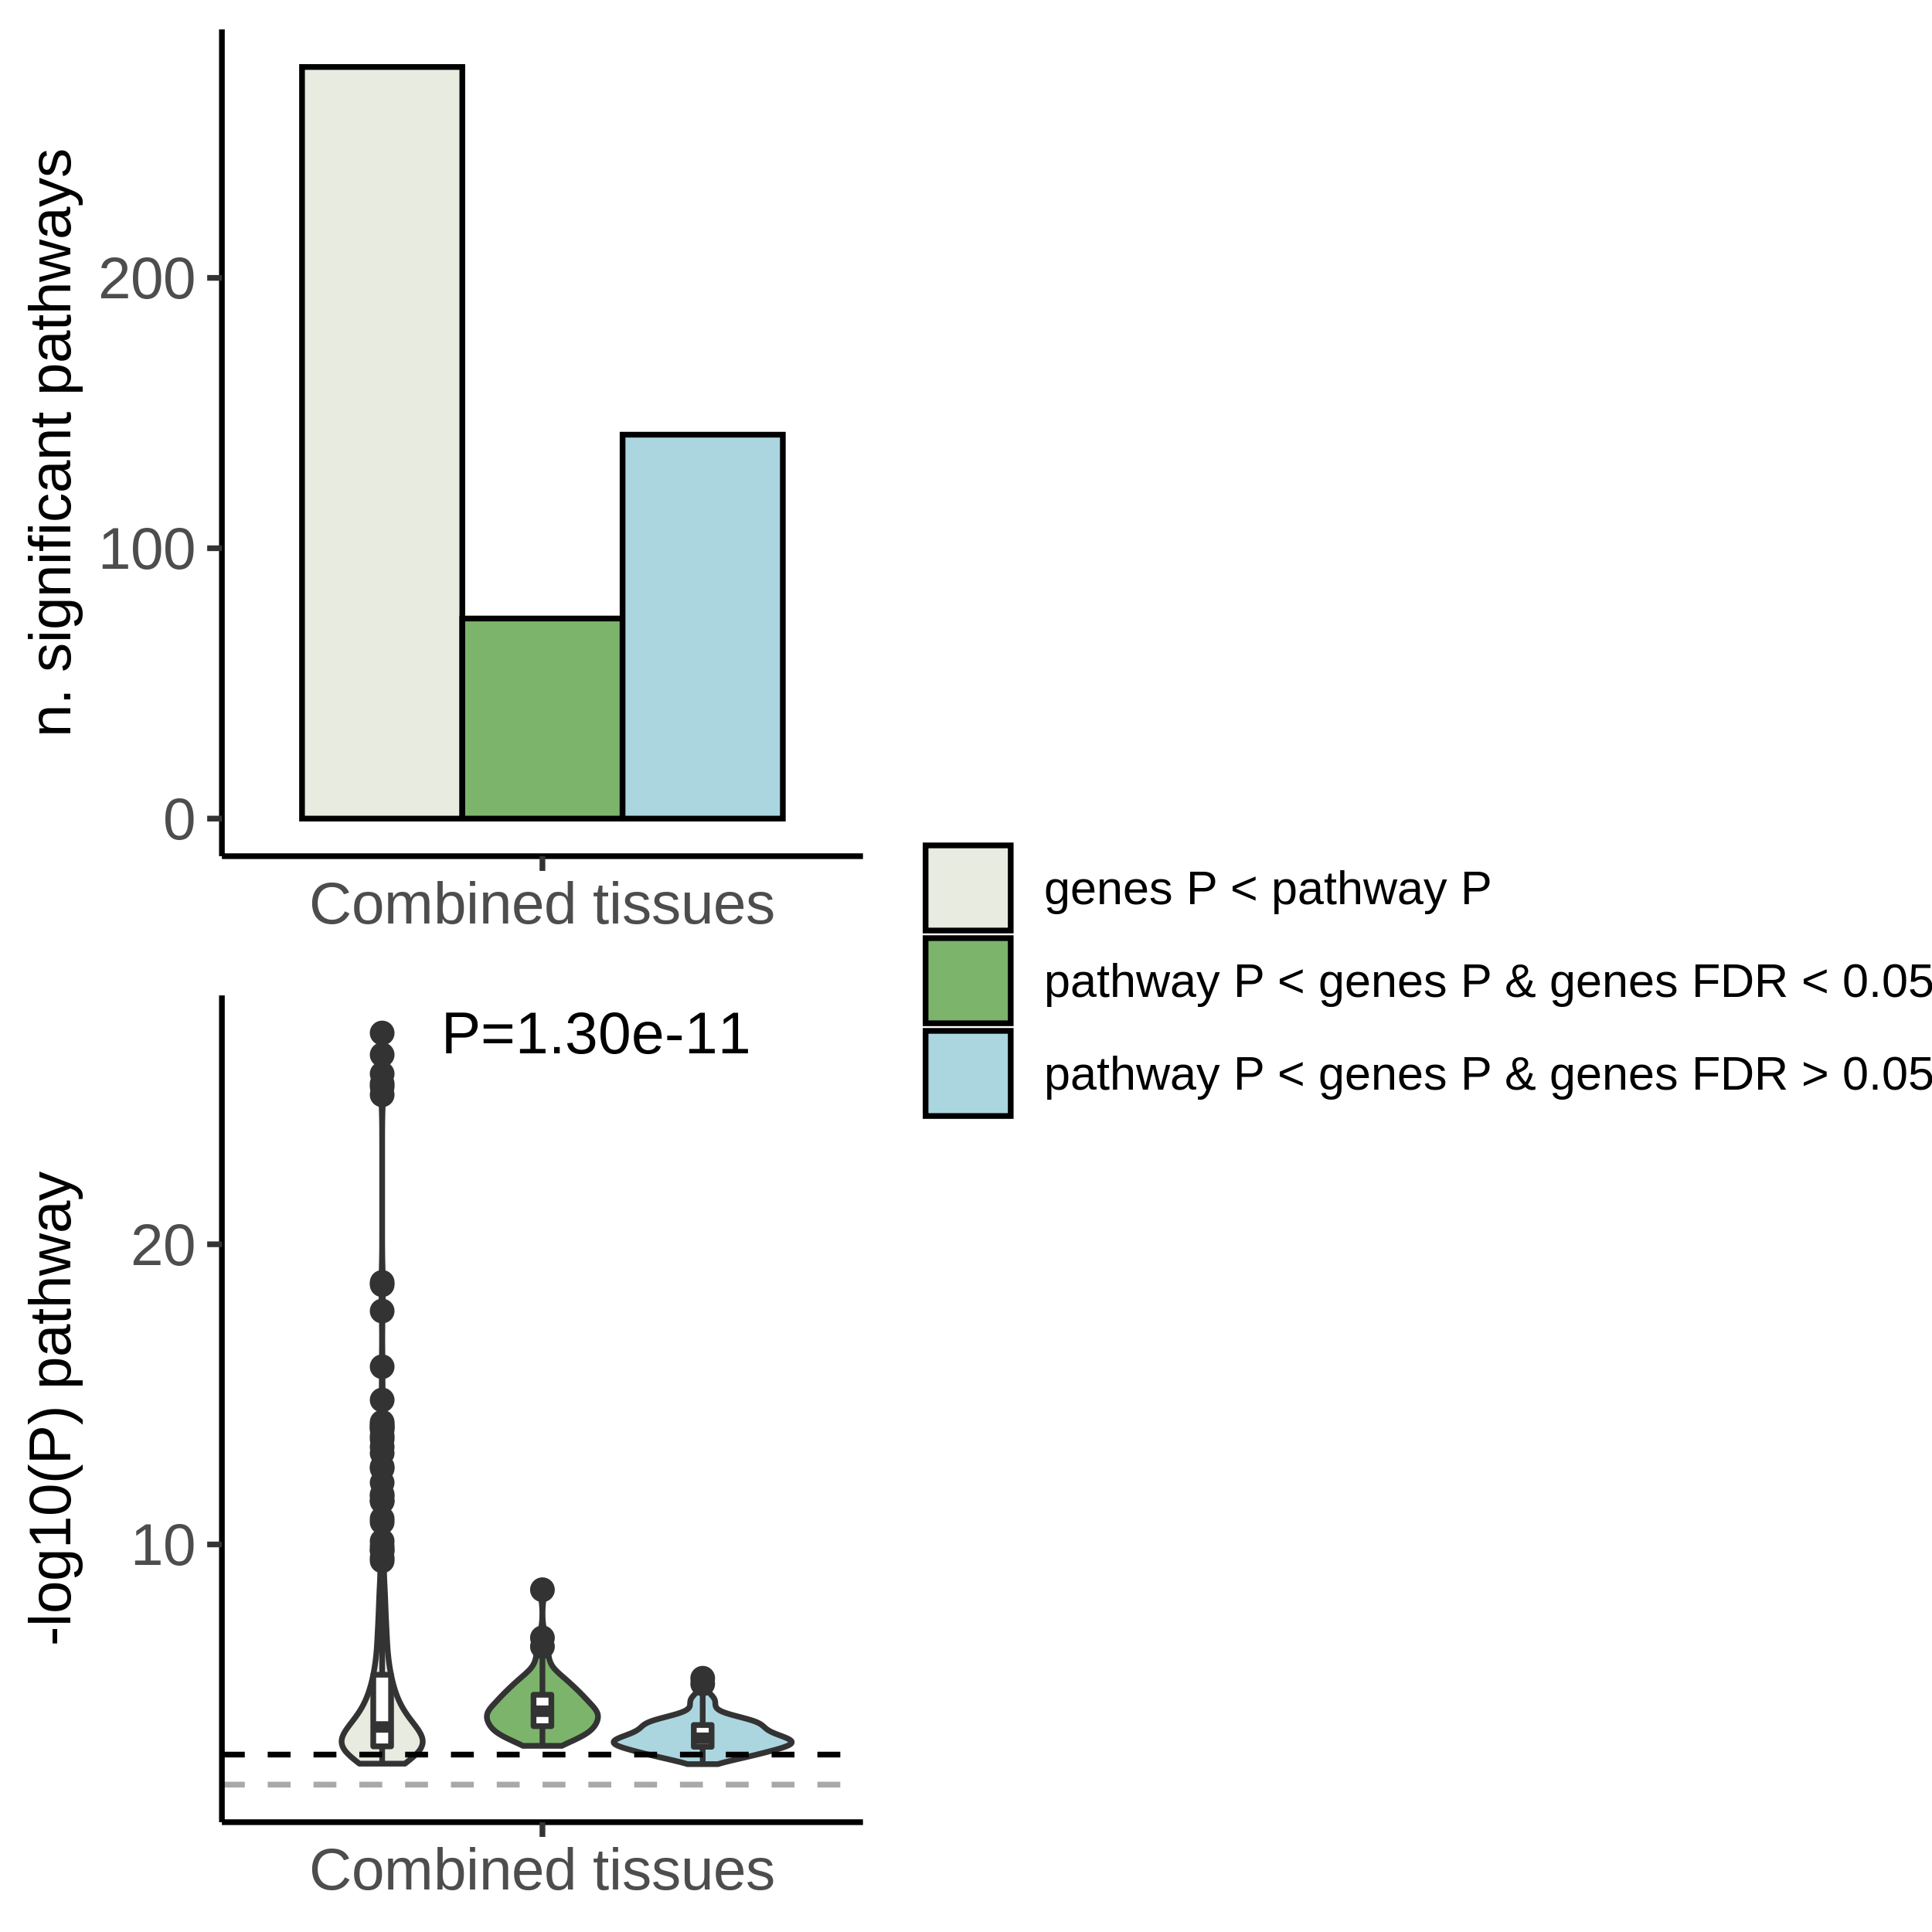 n. significant pathways
200
100
0
Combined tissues
genes P < pathway P
pathway P < genes P & genes FDR < 0.05
pathway P < genes P & genes FDR > 0.05
P=1.30e-11
-log10(P) pathway
20
10
Combined tissues